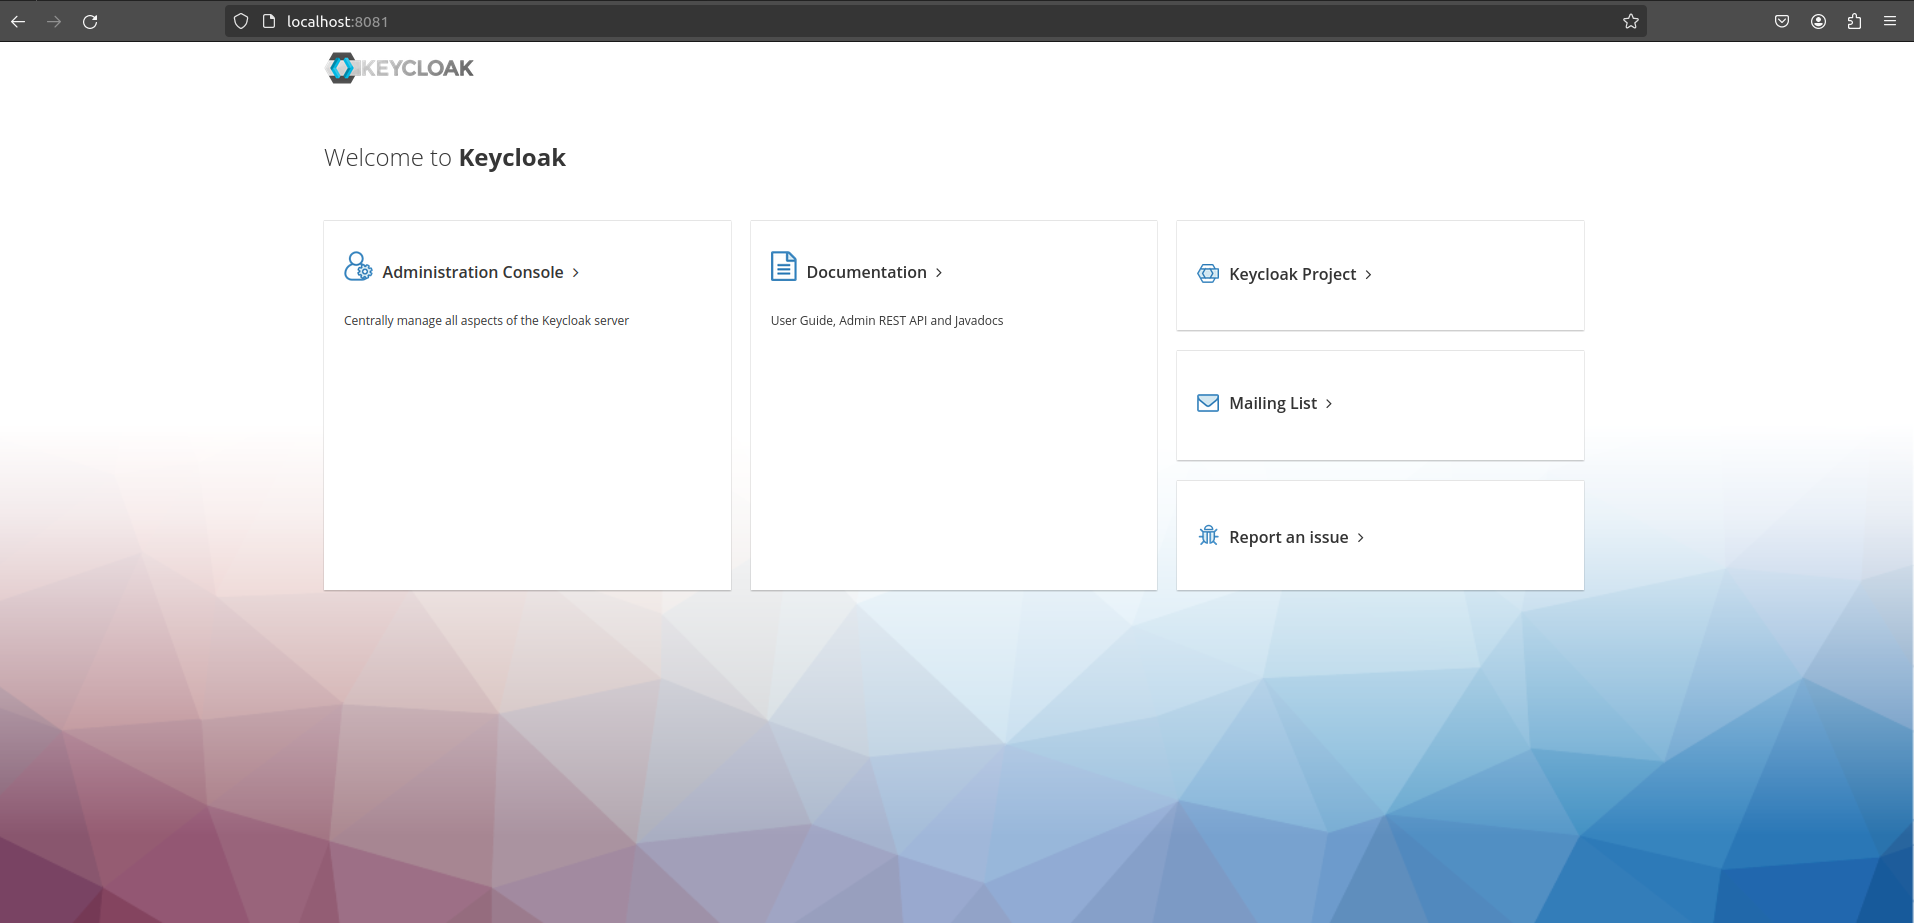 localhost:8081
KEYCLOAK
Welcome to Keycloak
Administration Console
Centrally manage all aspects of the Keycloak server
Documentation
User Guide, Admin REST API and Javadocs
Keycloak Project
Mailing List
Report an issue